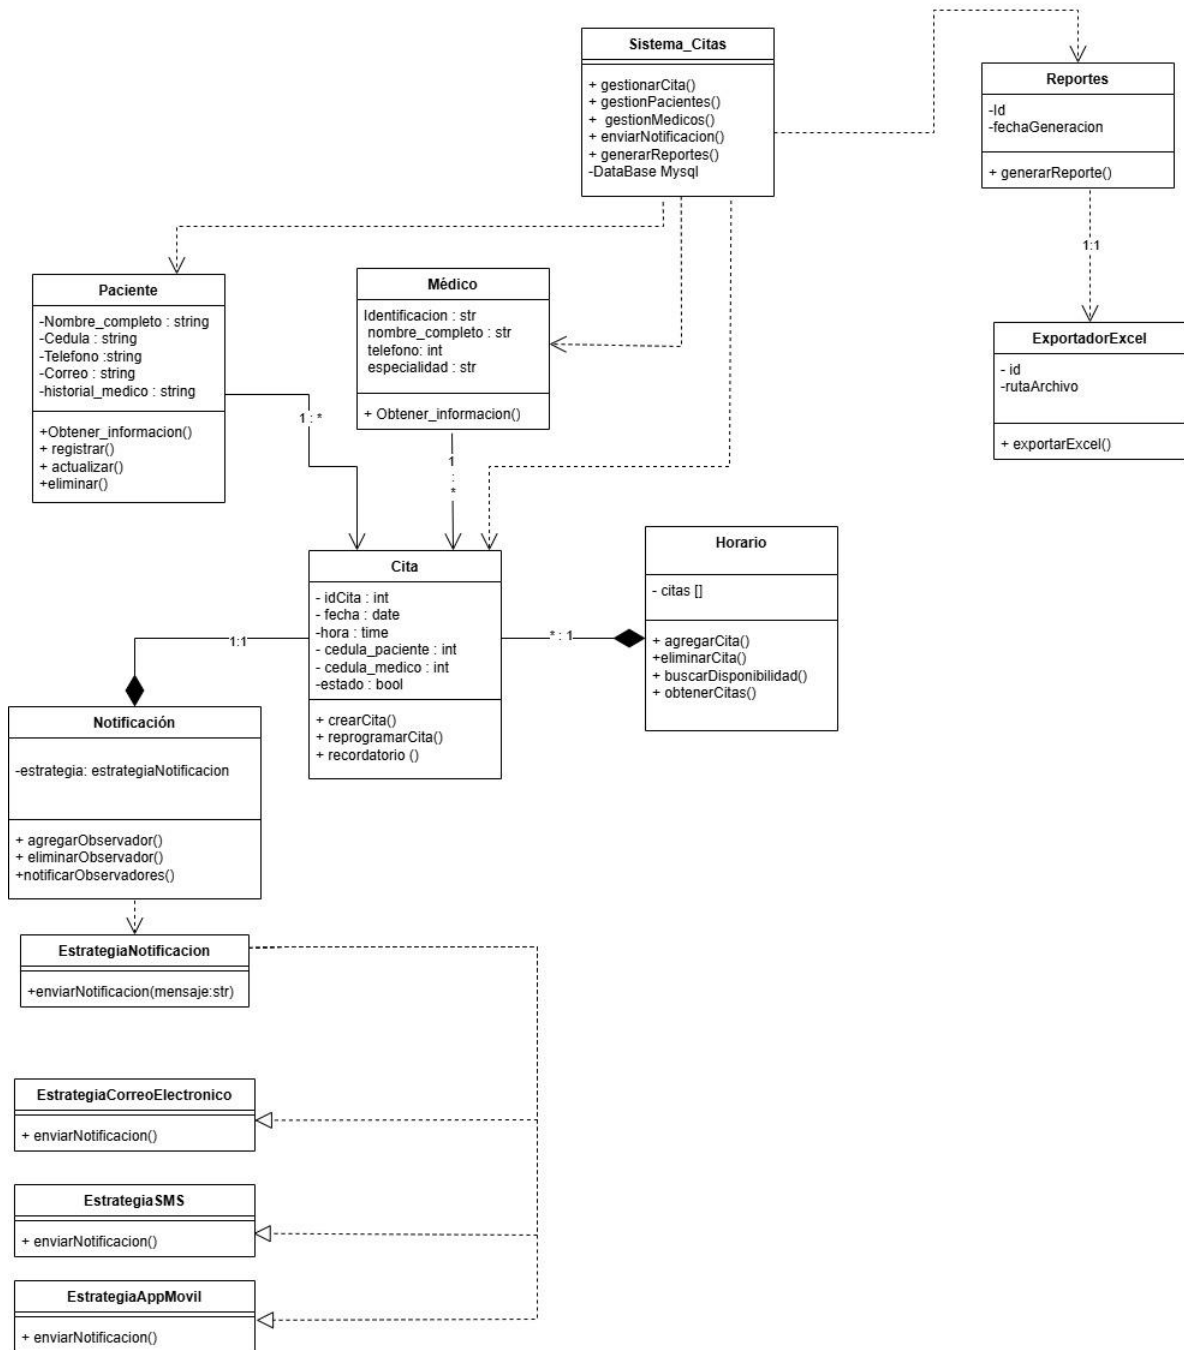 Sistema_Citas
+ gestionarCita()
+ gestionPacientes()
+ gestionMedicos()
+ enviarNotificacion()
+ generarReportes()
-DataBase Mysql
Reportes
-Id
-fechaGeneracion
+ generarReporte()
1:1
ExportadorExcel
- id
-rutaArchivo
+ exportarExcel()
Paciente
-Nombre_completo : string
-Cedula : string
-Telefono :string
-Correo : string
-historial_medico : string
+Obtener_informacion()
+ registrar()
+ actualizar()
+eliminar()
1 : *
Médico
Identificacion : str
nombre_completo : str
telefono: int
especialidad : str
+ Obtener_informacion()
1
:
*
Cita
- idCita : int
- fecha : date
-hora : time
- cedula_paciente : int
- cedula_medico : int
-estado : bool
+ crearCita()
+ reprogramarCita()
+ recordatorio ()
* : 1
Horario
- citas []
+ agregarCita()
+eliminarCita()
+ buscarDisponibilidad()
+ obtenerCitas()
1:1
Notificación
-estrategia: estrategiaNotificacion
+ agregarObservador()
+ eliminarObservador()
+notificarObservadores()
EstrategiaNotificacion
+enviarNotificacion(mensaje:str)
EstrategiaCorreoElectronico
+ enviarNotificacion()
EstrategiaSMS
+ enviarNotificacion()
EstrategiaAppMovil
+ enviarNotificacion()